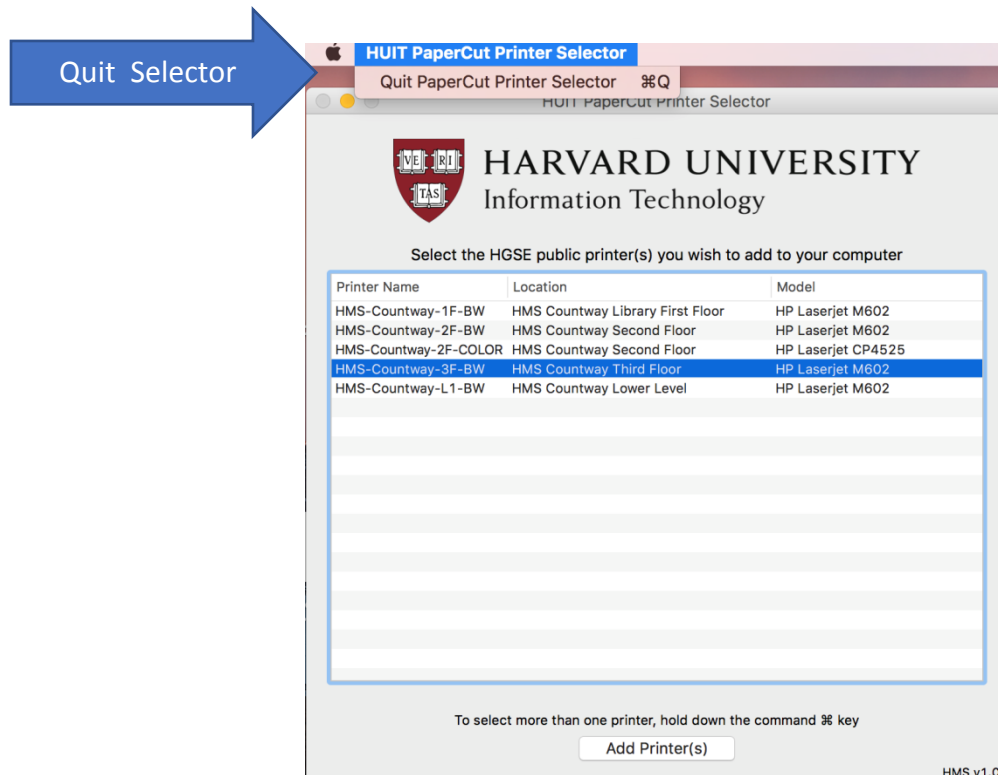 Quit Selector
HUIT PaperCut Printer Selector
Quit PaperCut Printer Selector ⌘Q
HUIT PaperCut Printer Selector
VE RI
TAS
HARVARD UNIVERSITY
Information Technology
Select the HGSE public printer(s) you wish to add to your computer
Printer Name Location Model
HMS-Countway-1F-BW HMS Countway Library First Floor HP Laserjet M602
HMS-Countway-2F-BW HMS Countway Second Floor HP Laserjet M602
HMS-Countway-2F-COLOR HMS Countway Second Floor HP Laserjet CP4525
HMS-Countway-3F-BW HMS Countway Third Floor HP Laserjet M602
HMS-Countway-L1-BW HMS Countway Lower Level HP Laserjet M602
To select more than one printer, hold down the command ⌘ key
Add Printer(s)
HMS v1.0